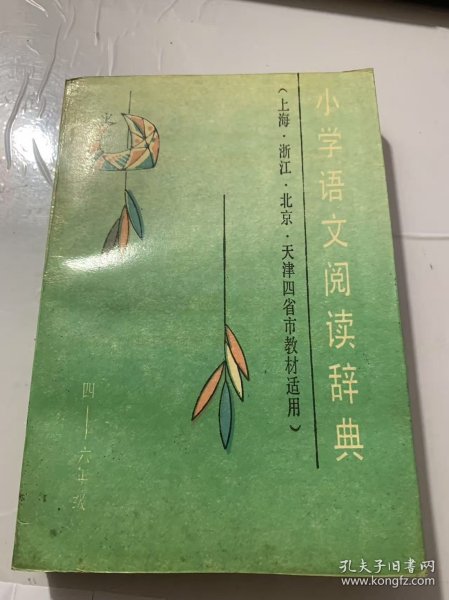 小学语文阅读辞典
(上海·浙江·北京·天津四省市教材适用)
四—六年级
孔夫子旧书网
www.kongfz.com